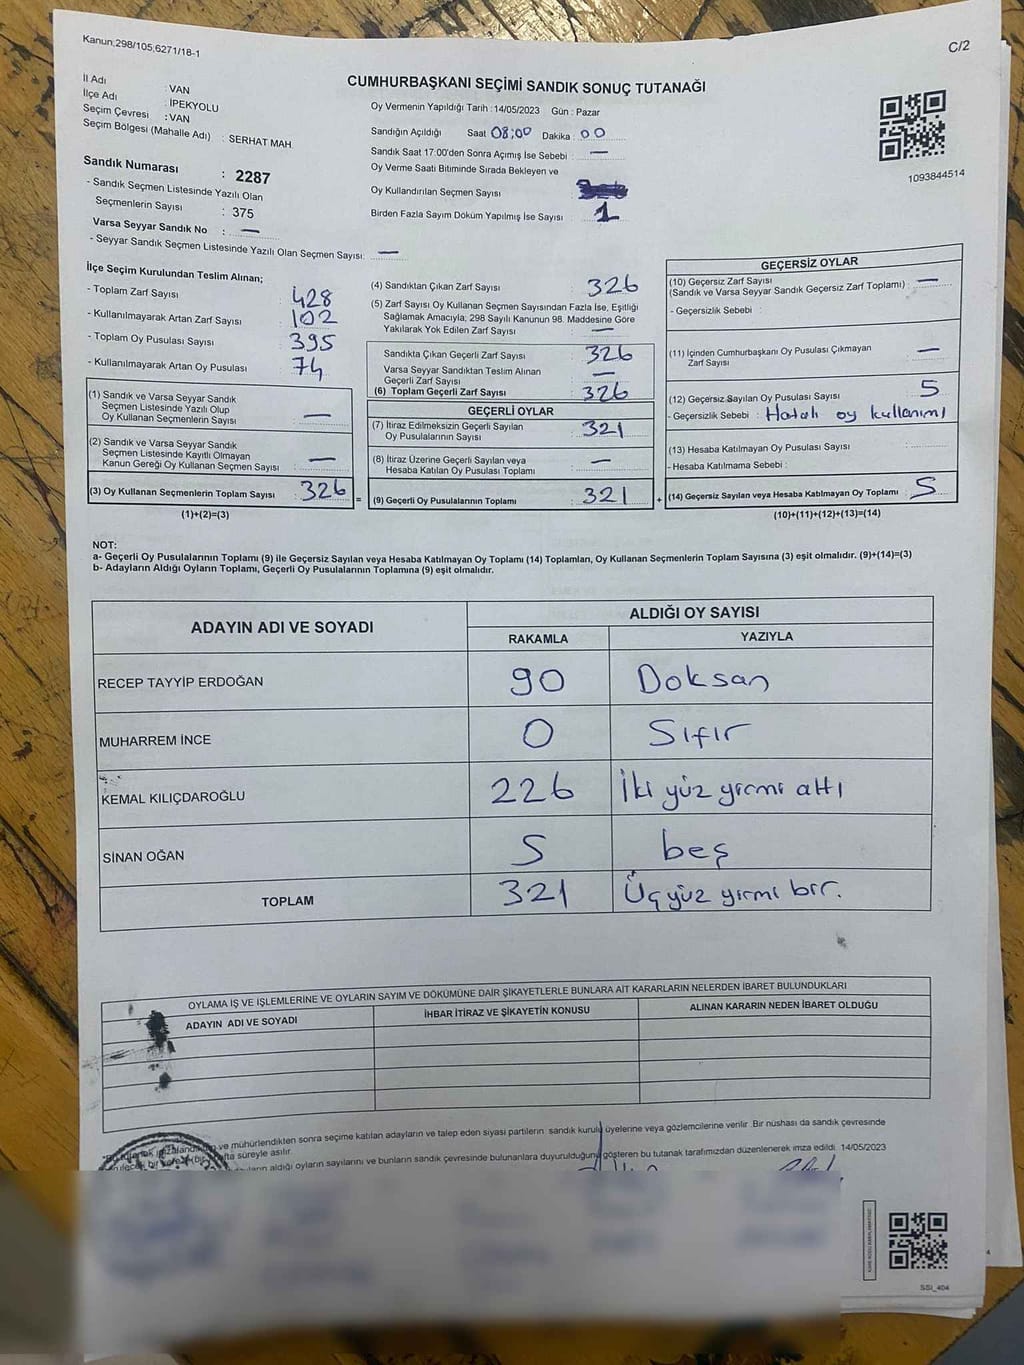 Kanun;298/105;6271/18-1
C/2
CUMHURBAŞKANI SEÇİMİ SANDIK SONUÇ TUTANAĞI
İl Adı : VAN
İlçe Adı : İPEKYOLU
Seçim Çevresi : VAN
Seçim Bölgesi (Mahalle Adı) : SERHAT MAH
Sandık Numarası : 2287
- Sandık Seçmen Listesinde Yazılı Olan
Seçmenlerin Sayısı : 375
Varsa Seyyar Sandık No : —
- Seyyar Sandık Seçmen Listesinde Yazılı Olan Seçmen Sayısı: —
Oy Vermenin Yapıldığı Tarih : 14/05/2023 Gün : Pazar
Sandığın Açıldığı Saat 08:00 Dakika : 00
Sandık Saat 17:00'den Sonra Açımış İse Sebebi : —
Oy Verme Saati Bitiminde Sırada Bekleyen ve
Oy Kullandırılan Seçmen Sayısı
Birden Fazla Sayım Döküm Yapılmış İse Sayısı : 1
1093844514
İlçe Seçim Kurulundan Teslim Alınan;
- Toplam Zarf Sayısı : 428
- Kullanılmayarak Artan Zarf Sayısı : 102
- Toplam Oy Pusulası Sayısı : 395
- Kullanılmayarak Artan Oy Pusulası : 74
(1) Sandık ve Varsa Seyyar Sandık
Seçmen Listesinde Yazılı Olup
Oy Kullanan Seçmenlerin Sayısı : —
(2) Sandık ve Varsa Seyyar Sandık
Seçmen Listesinde Kayıtlı Olmayan
Kanun Gereği Oy Kullanan Seçmen Sayısı : —
(3) Oy Kullanan Seçmenlerin Toplam Sayısı : 326 =
(1)+(2)=(3)
(4) Sandıktan Çıkan Zarf Sayısı : 326
(5) Zarf Sayısı Oy Kullanan Seçmen Sayısından Fazla İse, Eşitliği
Sağlamak Amacıyla; 298 Sayılı Kanunun 98. Maddesine Göre
Yakılarak Yok Edilen Zarf Sayısı : —
Sandıkta Çıkan Geçerli Zarf Sayısı : 326
Varsa Seyyar Sandıktan Teslim Alınan
Geçerli Zarf Sayısı : —
(6) Toplam Geçerli Zarf Sayısı : 326
GEÇERLİ OYLAR
(7) İtiraz Edilmeksizin Geçerli Sayılan
Oy Pusulalarının Sayısı : 321
(8) İtiraz Üzerine Geçerli Sayılan veya
Hesaba Katılan Oy Pusulası Toplamı : —
(9) Geçerli Oy Pusulalarının Toplamı : 321 +
GEÇERSİZ OYLAR
(10) Geçersiz Zarf Sayısı : —
(Sandık ve Varsa Seyyar Sandık Geçersiz Zarf Toplamı)
- Geçersizlik Sebebi :
(11) İçinden Cumhurbaşkanı Oy Pusulası Çıkmayan
Zarf Sayısı : —
(12) Geçersiz Sayılan Oy Pusulası Sayısı : 5
- Geçersizlik Sebebi : Hatalı oy kullanımı
(13) Hesaba Katılmayan Oy Pusulası Sayısı :
- Hesaba Katılmama Sebebi :
(14) Geçersiz Sayılan veya Hesaba Katılmayan Oy Toplamı : 5
(10)+(11)+(12)+(13)=(14)
NOT:
a- Geçerli Oy Pusulalarının Toplamı (9) ile Geçersiz Sayılan veya Hesaba Katılmayan Oy Toplamı (14) Toplamları, Oy Kullanan Seçmenlerin Toplam Sayısına (3) eşit olmalıdır. (9)+(14)=(3)
b- Adayların Aldığı Oyların Toplamı, Geçerli Oy Pusulalarının Toplamına (9) eşit olmalıdır.
ADAYIN ADI VE SOYADI
ALDIĞI OY SAYISI
RAKAMLA YAZIYLA
RECEP TAYYİP ERDOĞAN 90 Doksan
MUHARREM İNCE 0 Sıfır
KEMAL KILIÇDAROĞLU 226 İki yüz yirmi altı
SİNAN OĞAN 5 beş
TOPLAM 321 Üç yüz yirmi bir.
OYLAMA İŞ VE İŞLEMLERİNE VE OYLARIN SAYIM VE DÖKÜMÜNE DAİR ŞİKAYETLERLE BUNLARA AİT KARARLARIN NELERDEN İBARET BULUNDUKLARI
ADAYIN ADI VE SOYADI İHBAR İTİRAZ VE ŞİKAYETİN KONUSU ALINAN KARARIN NEDEN İBARET OLDUĞU
ve mühürlendikten sonra seçime katılan adayların ve talep eden siyasi partilerin sandık kurulu üyelerine veya gözlemcilerine verilir .Bir nüshası da sandık çevresinde
süreyle asılır.
aldığı oyların sayılarını ve bunların sandık çevresinde bulunanlara duyurulduğunu gösteren bu tutanak tarafımızdan düzenlenerek imza edildi. 14/05/2023
SSI_404